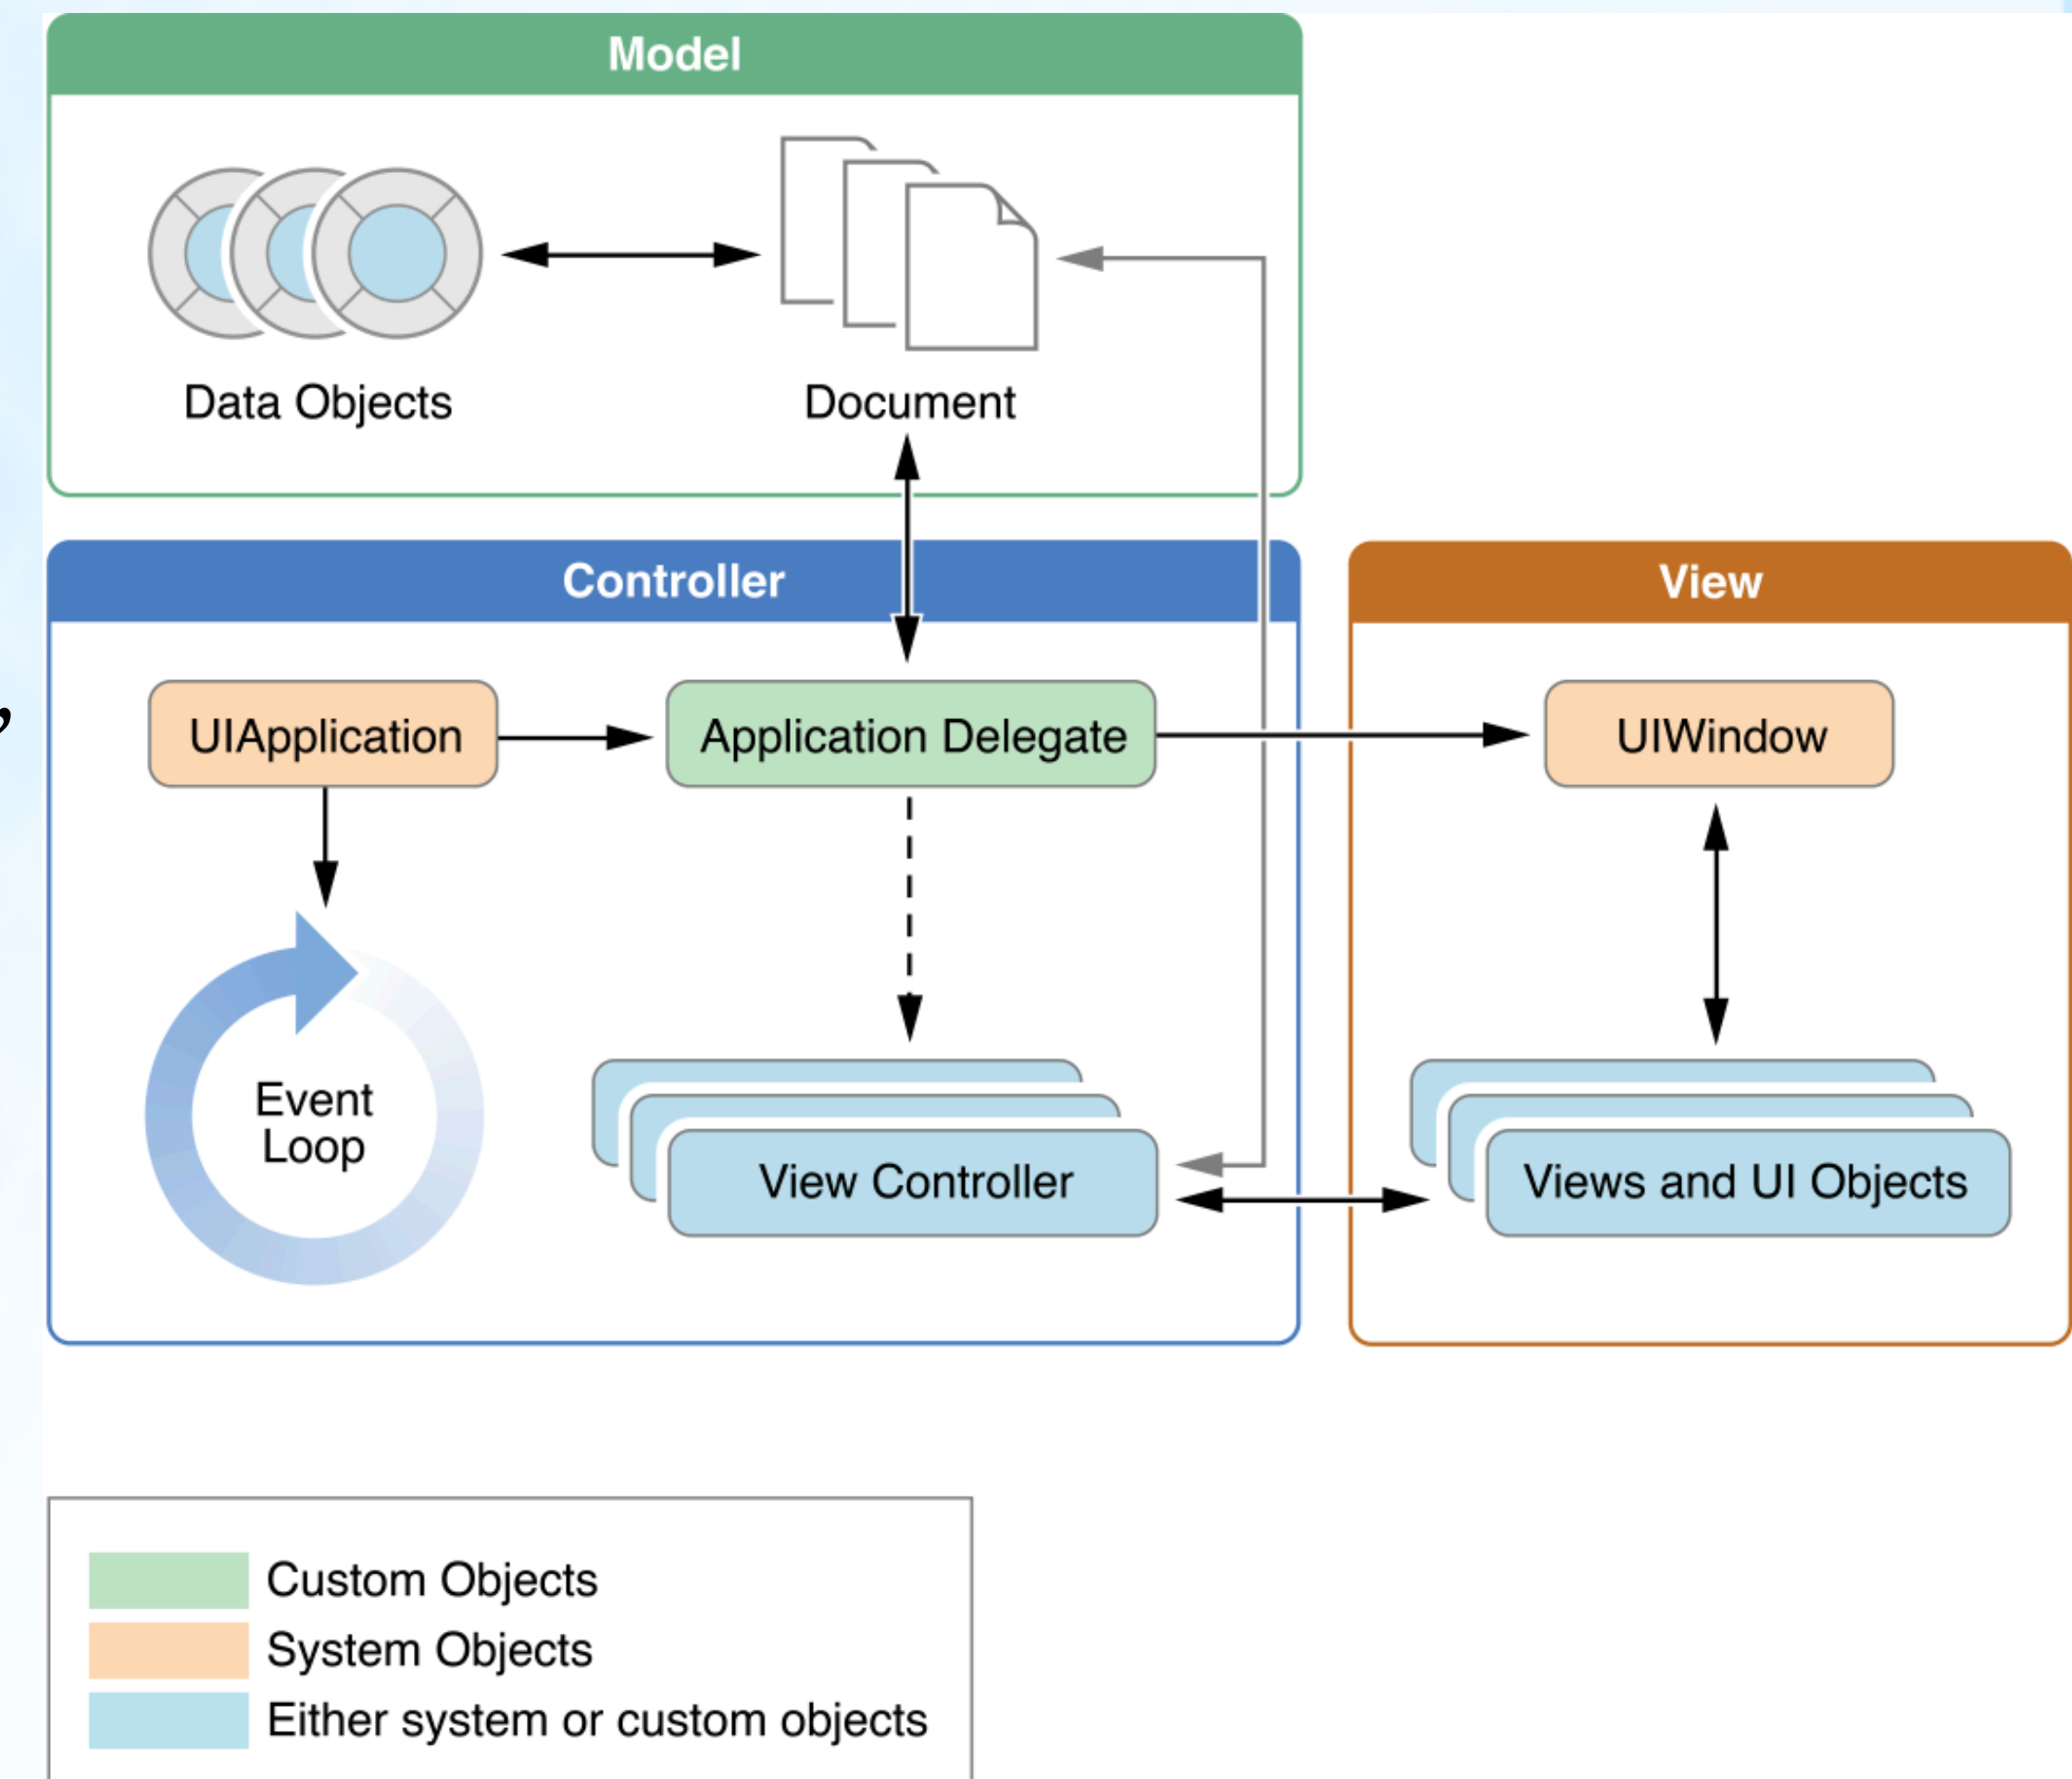 Model
Data Objects
Document
Controller
View
,
UIApplication
Application Delegate
UIWindow
Event
Loop
View Controller
Views and UI Objects
Custom Objects
System Objects
Either system or custom objects